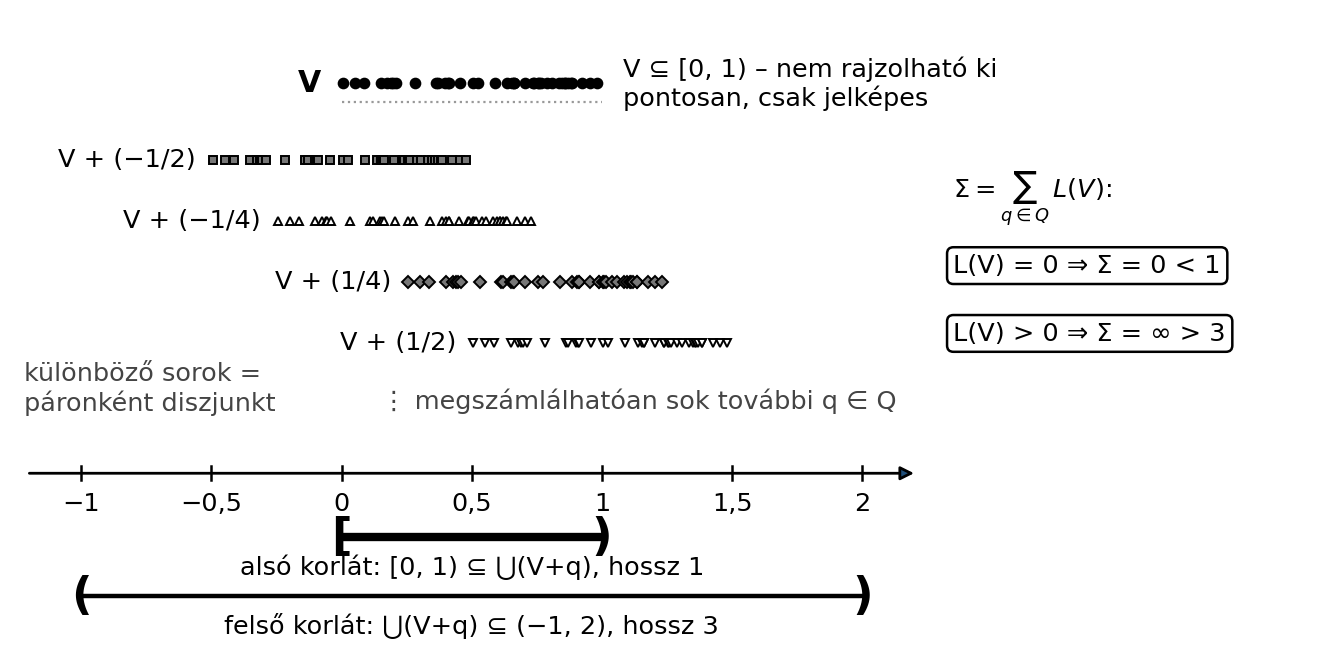 V
V ⊆ [0, 1) – nem rajzolható ki
pontosan, csak jelképes
V + (−1/2)
V + (−1/4)
V + (1/4)
V + (1/2)
Σ = ∑ L(V):
q ∈ Q
L(V) = 0 ⇒ Σ = 0 < 1
L(V) > 0 ⇒ Σ = ∞ > 3
különböző sorok =
páronként diszjunkt
⋮ megszámlálhatóan sok további q ∈ Q
−1 −0,5 0 0,5 1 1,5 2
alsó korlát: [0, 1) ⊆ ⋃(V+q), hossz 1
felső korlát: ⋃(V+q) ⊆ (−1, 2), hossz 3